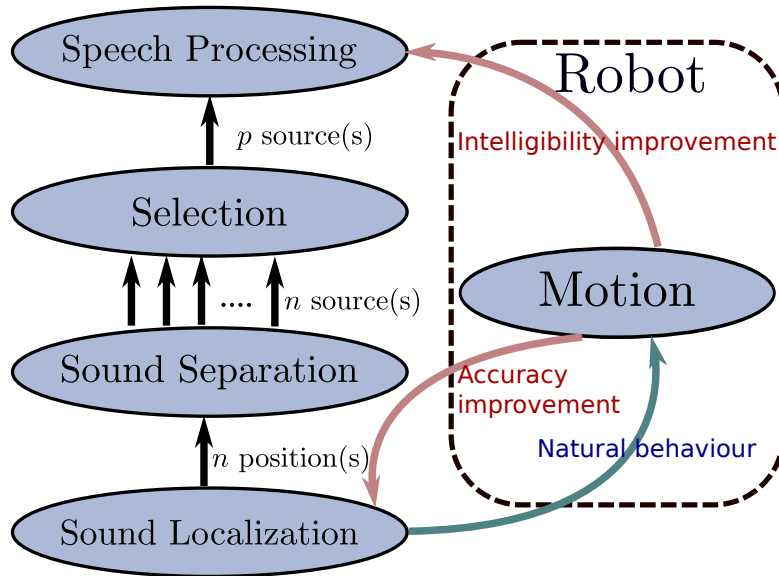 Speech Processing
Robot
p source(s)
Intelligibility improvement
Selection
Motion
.... n source(s)
Sound Separation
Accuracy
improvement
n position(s)
Natural behaviour
Sound Localization